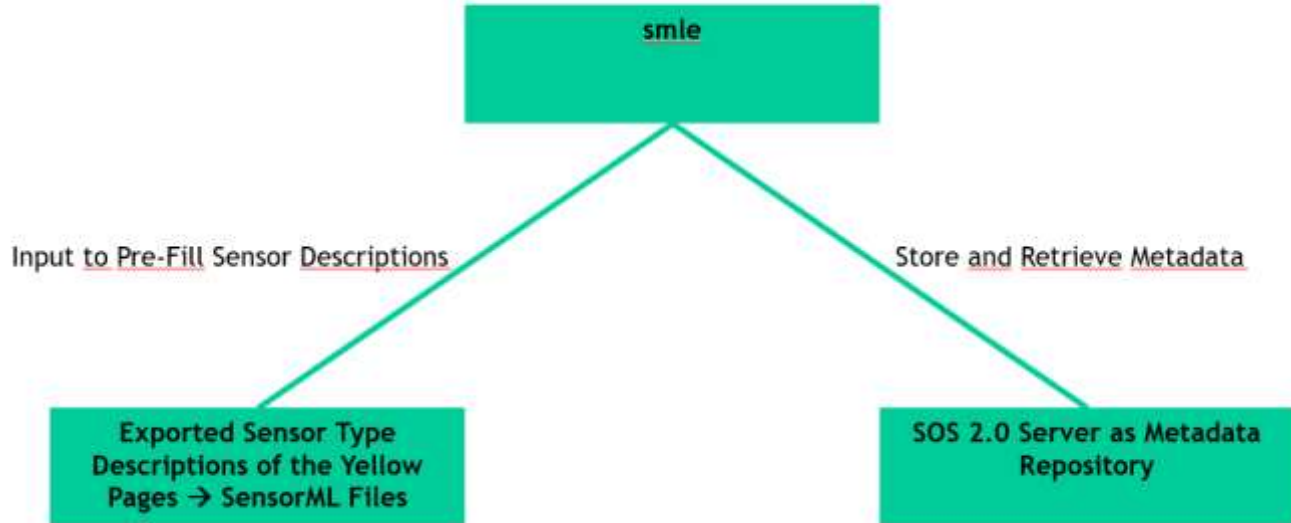 smle
Input to Pre-Fill Sensor Descriptions
Store and Retrieve Metadata
Exported Sensor Type
Descriptions of the Yellow
Pages → SensorML Files
SOS 2.0 Server as Metadata
Repository